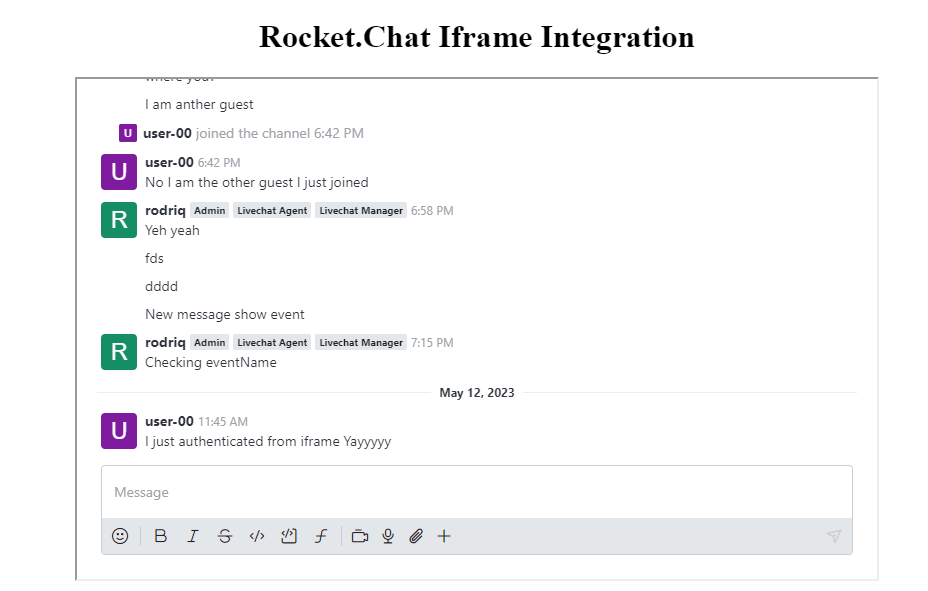 Rocket.Chat Iframe Integration
where you?
I am anther guest
U user-00 joined the channel 6:42 PM
U user-00 6:42 PM
No I am the other guest I just joined
R rodriq Admin Livechat Agent Livechat Manager 6:58 PM
Yeh yeah
fds
dddd
New message show event
R rodriq Admin Livechat Agent Livechat Manager 7:15 PM
Checking eventName
May 12, 2023
U user-00 11:45 AM
I just authenticated from iframe Yayyyyy
Message